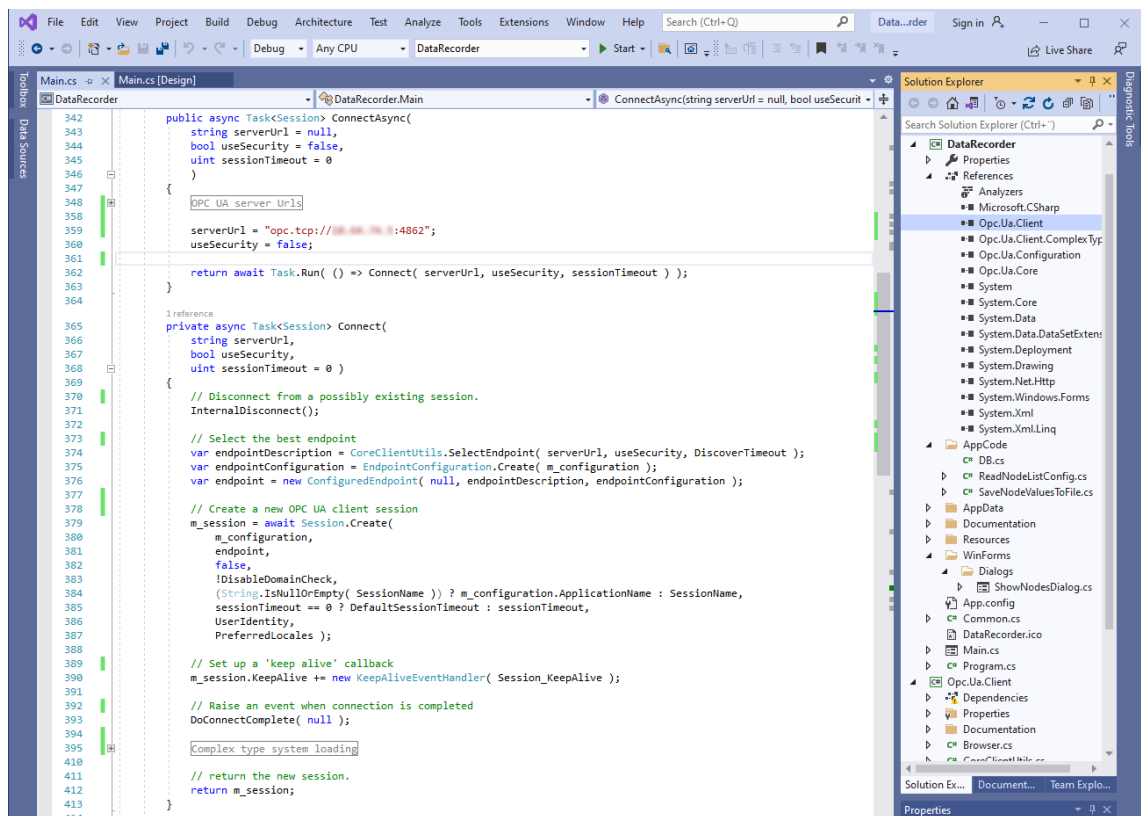 File Edit View Project Build Debug Architecture Test Analyze Tools Extensions Window Help Search (Ctrl+Q) Data...rder Sign in
Debug Any CPU DataRecorder Start Live Share
Toolbox
Data Sources
Main.cs Main.cs [Design]
DataRecorder DataRecorder.Main ConnectAsync(string serverUrl = null, bool useSecurit
342 public async Task<Session> ConnectAsync(
343 string serverUrl = null,
344 bool useSecurity = false,
345 uint sessionTimeout = 0
346 )
347 {
348 OPC UA server Urls
358
359 serverUrl = "opc.tcp:// :4862";
360 useSecurity = false;
361
362 return await Task.Run( () => Connect( serverUrl, useSecurity, sessionTimeout ) );
363 }
364
1 reference
365 private async Task<Session> Connect(
366 string serverUrl,
367 bool useSecurity,
368 uint sessionTimeout = 0 )
369 {
370 // Disconnect from a possibly existing session.
371 InternalDisconnect();
372
373 // Select the best endpoint
374 var endpointDescription = CoreClientUtils.SelectEndpoint( serverUrl, useSecurity, DiscoverTimeout );
375 var endpointConfiguration = EndpointConfiguration.Create( m_configuration );
376 var endpoint = new ConfiguredEndpoint( null, endpointDescription, endpointConfiguration );
377
378 // Create a new OPC UA client session
379 m_session = await Session.Create(
380 m_configuration,
381 endpoint,
382 false,
383 !DisableDomainCheck,
384 (String.IsNullOrEmpty( SessionName )) ? m_configuration.ApplicationName : SessionName,
385 sessionTimeout == 0 ? DefaultSessionTimeout : sessionTimeout,
386 UserIdentity,
387 PreferredLocales );
388
389 // Set up a 'keep alive' callback
390 m_session.KeepAlive += new KeepAliveEventHandler( Session_KeepAlive );
391
392 // Raise an event when connection is completed
393 DoConnectComplete( null );
394
395 Complex type system loading
410
411 // return the new session.
412 return m_session;
413 }
Solution Explorer
Search Solution Explorer (Ctrl+¨)
DataRecorder
Properties
References
Analyzers
Microsoft.CSharp
Opc.Ua.Client
Opc.Ua.Client.ComplexTyp
Opc.Ua.Configuration
Opc.Ua.Core
System
System.Core
System.Data
System.Data.DataSetExtens
System.Deployment
System.Drawing
System.Net.Http
System.Windows.Forms
System.Xml
System.Xml.Linq
AppCode
DB.cs
ReadNodeListConfig.cs
SaveNodeValuesToFile.cs
AppData
Documentation
Resources
WinForms
Dialogs
ShowNodesDialog.cs
App.config
Common.cs
DataRecorder.ico
Main.cs
Program.cs
Opc.Ua.Client
Dependencies
Properties
Documentation
Browser.cs
CoreClientUtils.cs
Solution Ex... Document... Team Explo...
Properties
Diagnostic Tools